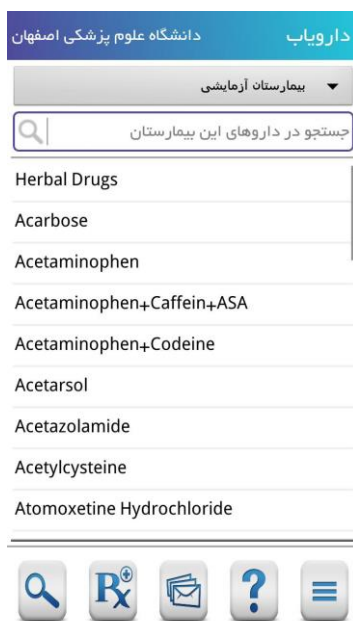 دارویاب دانشگاه علوم پزشکی اصفهان
بیمارستان آزمایشی
جستجو در داروهای این بیمارستان
Herbal Drugs
Acarbose
Acetaminophen
Acetaminophen+Caffein+ASA
Acetaminophen+Codeine
Acetarsol
Acetazolamide
Acetylcysteine
Atomoxetine Hydrochloride
Rx
?